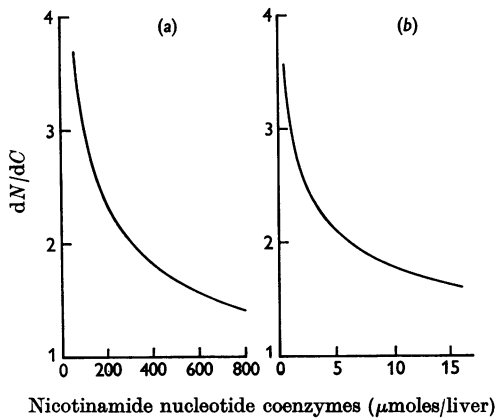 (a) (b)
4 4
3 3
dN/dC
2 2
1 1
0 200 400 600 800 0 5 10 15
Nicotinamide nucleotide coenzymes (μmoles/liver)